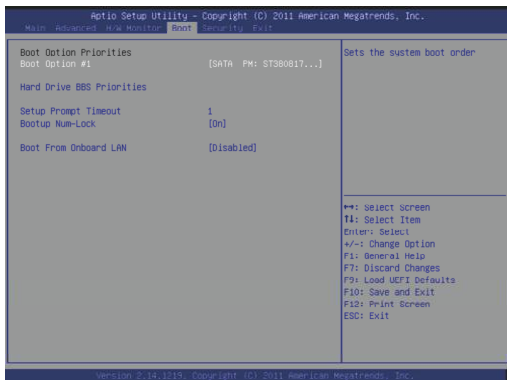 Aptio Setup Utility - Copyright (C) 2011 American Megatrends, Inc.
Main Advanced H/W Monitor Boot Security Exit
Boot Option Priorities
Boot Option #1 [SATA PM: ST380817...]
Hard Drive BBS Priorities
Setup Prompt Timeout 1
Bootup Num-Lock [On]
Boot From Onboard LAN [Disabled]
Sets the system boot order
↔: Select Screen
↑↓: Select Item
Enter: Select
+/-: Change Option
F1: General Help
F7: Discard Changes
F9: Load UEFI Defaults
F10: Save and Exit
F12: Print Screen
ESC: Exit
Version 2.14.1219. Copyright (C) 2011 American Megatrends, Inc.